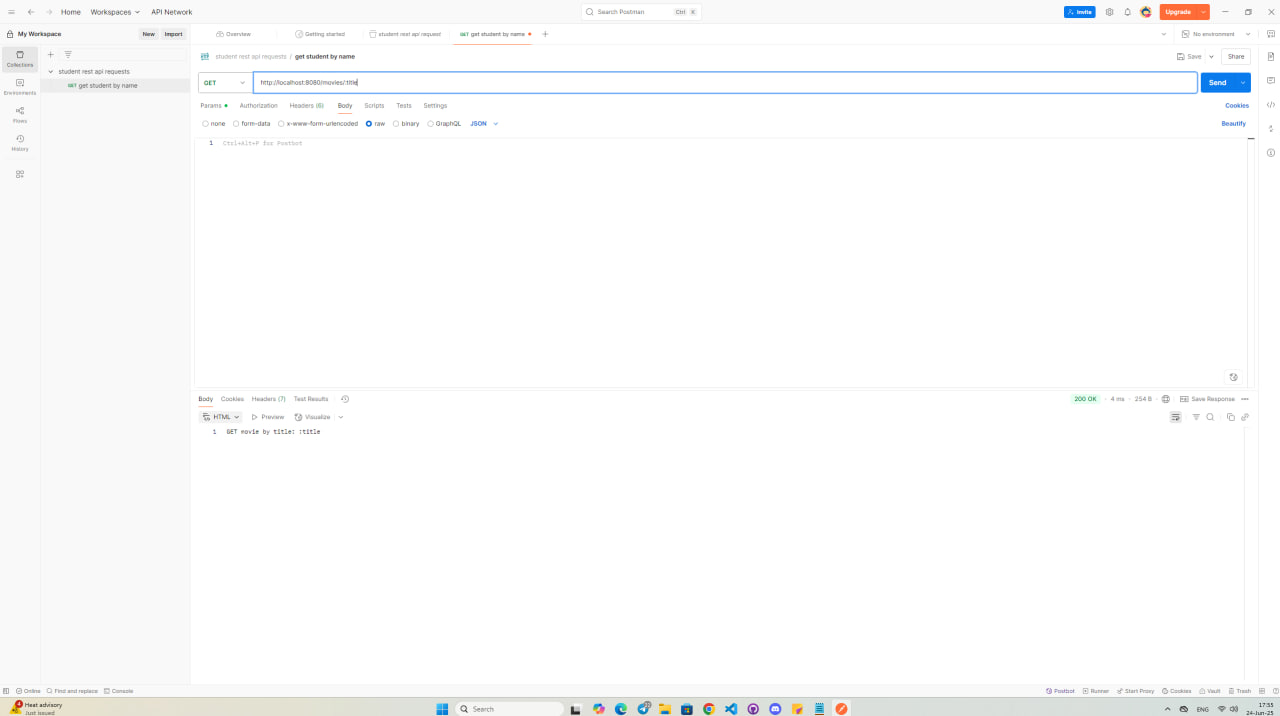 Home Workspaces API Network Search Postman Ctrl K Invite Upgrade
My Workspace New Import Overview Getting started student rest api request GET get student by name No environment
Collections
student rest api requests / get student by name Save Share
student rest api requests
GET get student by name
GET http://localhost:8080/movies/:title Send
Environments
Params Authorization Headers (6) Body Scripts Tests Settings Cookies
Flows
none form-data x-www-form-urlencoded raw binary GraphQL JSON Beautify
History
1 Ctrl+Alt+P for Postbot
Body Cookies Headers (7) Test Results 200 OK 4 ms 254 B Save Response
HTML Preview Visualize
1 GET movie by title: :title
Online Find and replace Console Postbot Runner Start Proxy Cookies Vault Trash
Heat advisory
Just issued
Search
ENG
17:35
24-Jun-25